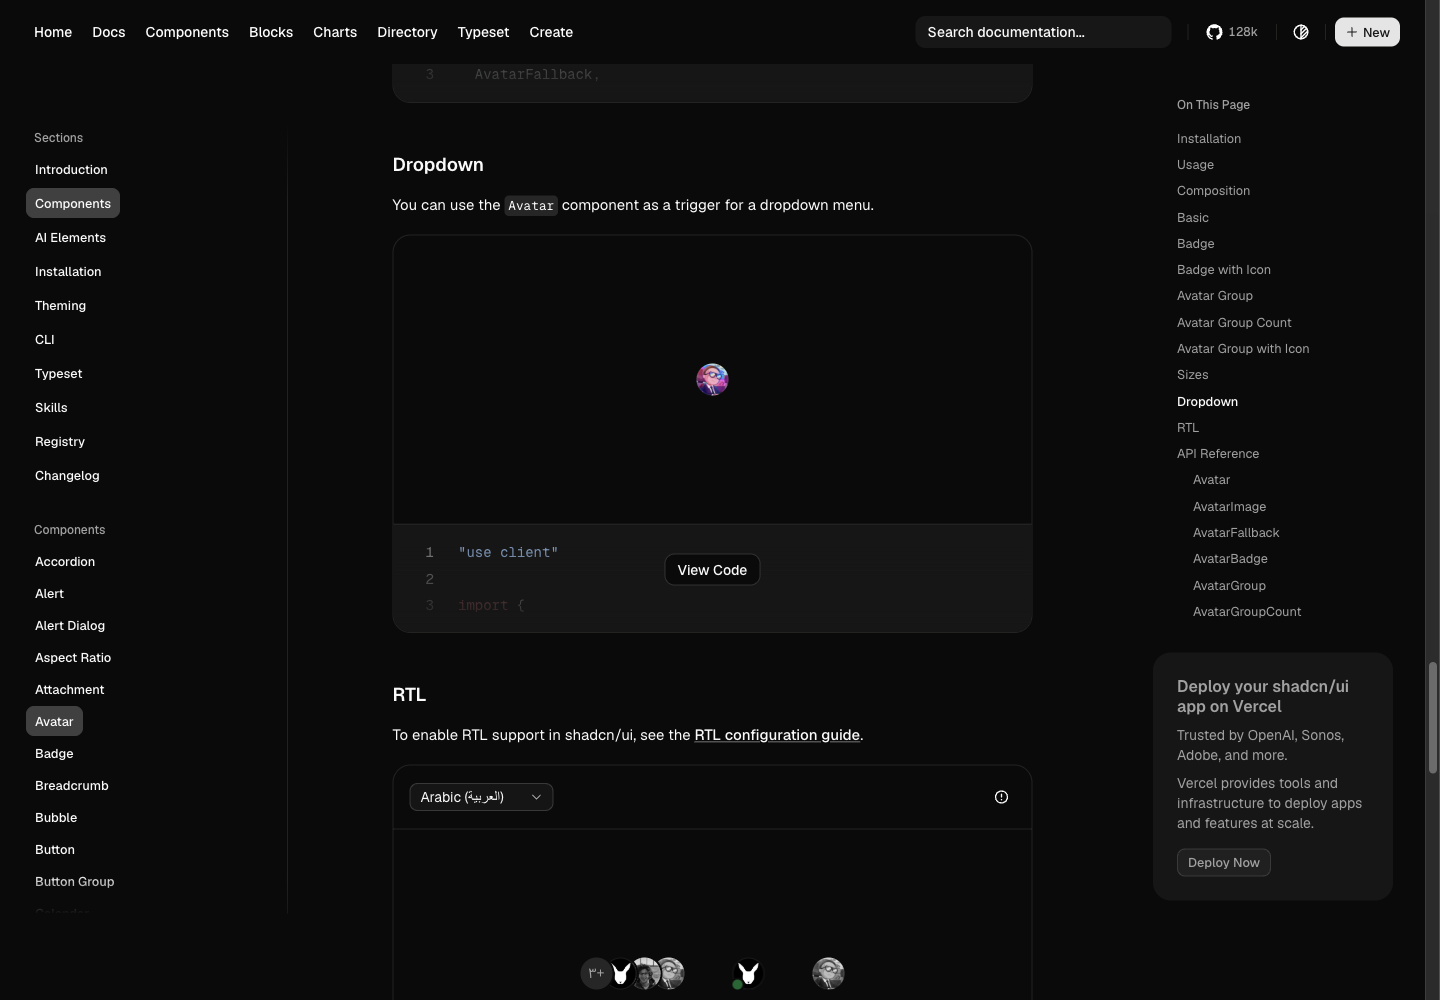 Home
Docs
Components
Blocks
Charts
Directory
Typeset
Create
Search documentation...
128k
New
Sections
Introduction
Components
AI Elements
Installation
Theming
CLI
Typeset
Skills
Registry
Changelog
Components
Accordion
Alert
Alert Dialog
Aspect Ratio
Attachment
Avatar
Badge
Breadcrumb
Bubble
Button
Button Group
Calendar
3 AvatarFallback,
Dropdown
You can use the Avatar component as a trigger for a dropdown menu.
1 "use client"
2
3 import {
View Code
RTL
To enable RTL support in shadcn/ui, see the RTL configuration guide.
Arabic (العربية)
+٣
On This Page
Installation
Usage
Composition
Basic
Badge
Badge with Icon
Avatar Group
Avatar Group Count
Avatar Group with Icon
Sizes
Dropdown
RTL
API Reference
Avatar
AvatarImage
AvatarFallback
AvatarBadge
AvatarGroup
AvatarGroupCount
Deploy your shadcn/ui
app on Vercel
Trusted by OpenAI, Sonos,
Adobe, and more.
Vercel provides tools and
infrastructure to deploy apps
and features at scale.
Deploy Now